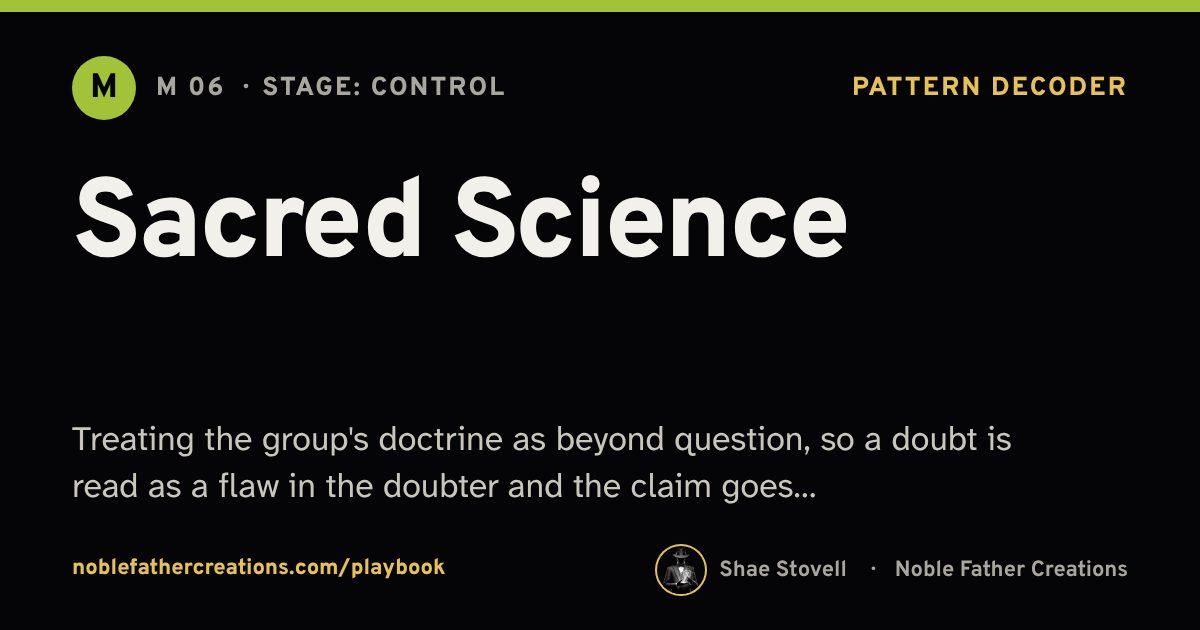 M
M 06 · STAGE: CONTROL
PATTERN DECODER
Sacred Science
Treating the group's doctrine as beyond question, so a doubt is
read as a flaw in the doubter and the claim goes...
noblefathercreations.com/playbook
Shae Stovell · Noble Father Creations